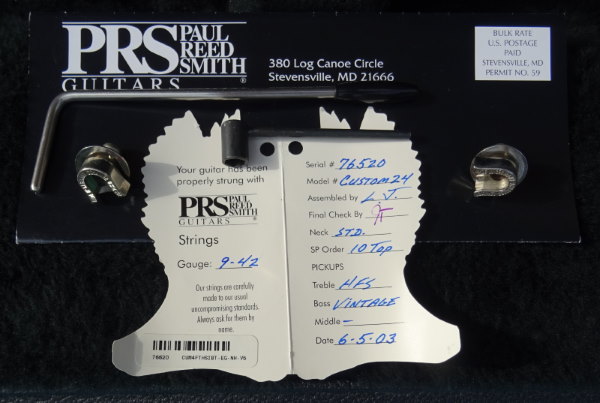 PRS PAUL
REED
SMITH
GUITARS®
380 Log Canoe Circle
Stevensville, MD 21666
BULK RATE
U.S. POSTAGE
PAID
STEVENSVILLE, MD
PERMIT NO. 59
Your guitar has been
properly strung with
PRS PAUL
REED
SMITH
GUITARS
Strings
Gauge: 9-42
Our strings are carefully
made to our usual
uncompromising standards.
Always ask for them by
name.
Serial # 76520
Model # Custom 24
Assembled by L J.
Final Check By
Neck STD.
SP Order 10 Top
PICKUPS
Treble HFS
Bass VINTAGE
Middle –
Date 6-5-03